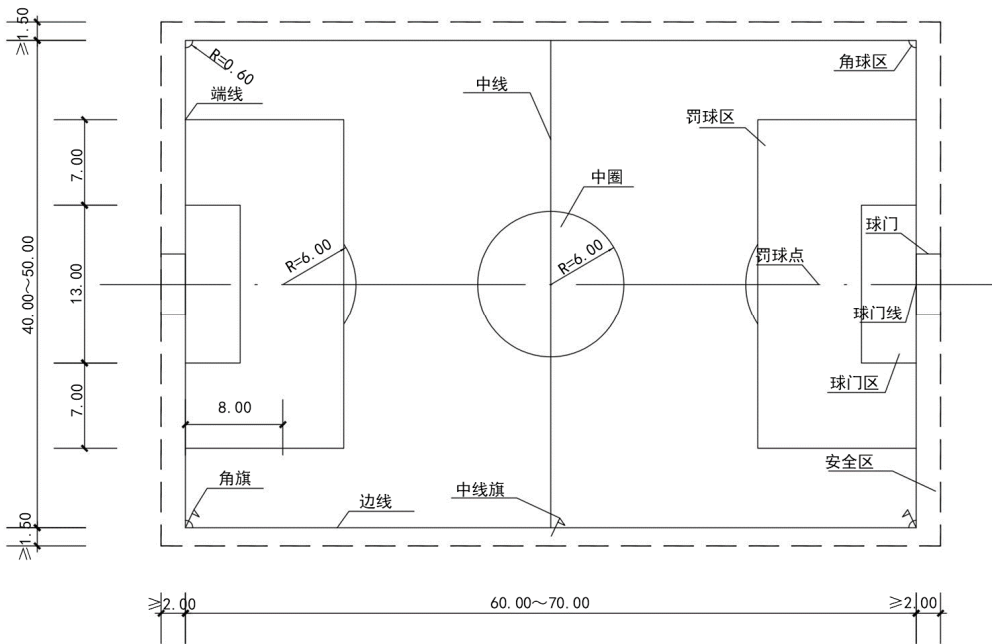 ≥1.50
R=0.60
角球区
端线
中线
罚球区
7.00
中圈
球门
40.00～50.00
13.00
R=6.00
R=6.00
罚球点
球门线
球门区
7.00
8.00
安全区
角旗
边线
中线旗
≥1.50
≥2.00
60.00～70.00
≥2.00